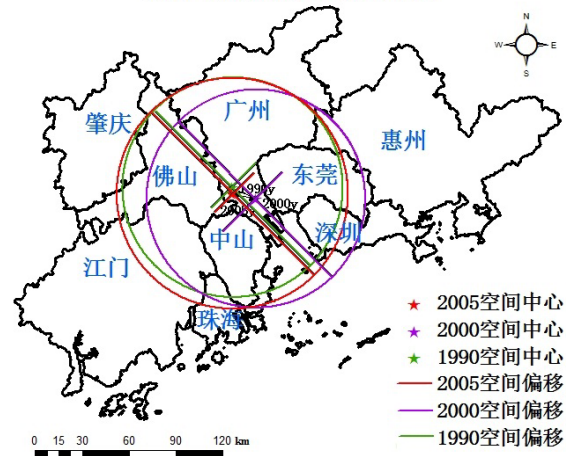 N
W E
S
广州
肇庆
惠州
佛山
东莞
1990y
2000y
2005y
中山
深圳
江门
珠海
2005空间中心
2000空间中心
1990空间中心
2005空间偏移
2000空间偏移
1990空间偏移
0 15 30 60 90 120 km